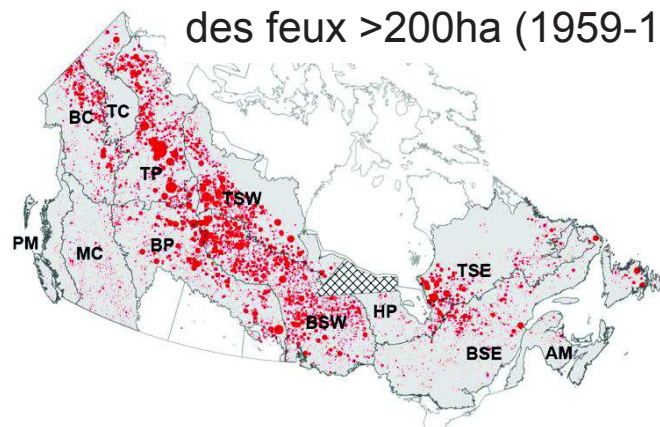 des feux >200ha (1959-1
BC
TC
TP
TSW
PM
MC
BP
TSE
BSW
HP
BSE
AM